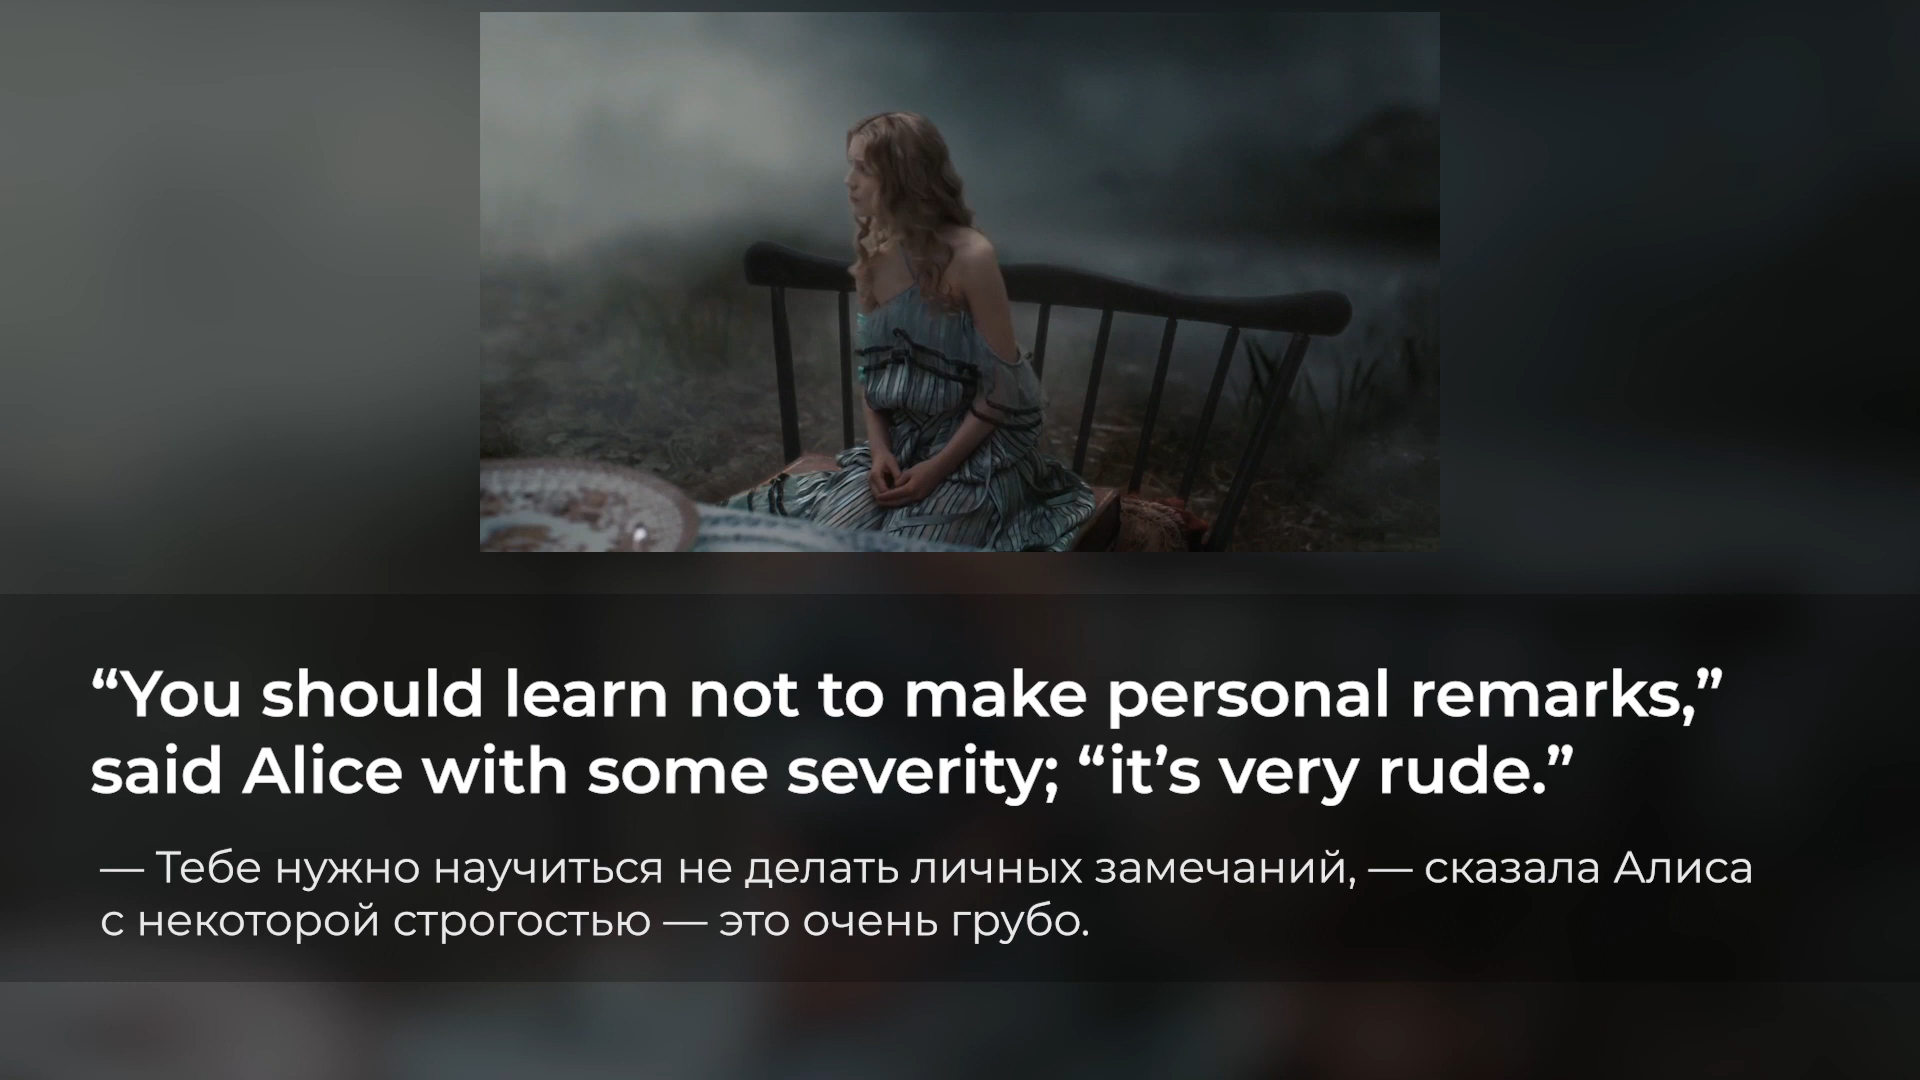 “You should learn not to make personal remarks,”
said Alice with some severity; “it’s very rude.”
— Тебе нужно научиться не делать личных замечаний, — сказала Алиса
с некоторой строгостью — это очень грубо.